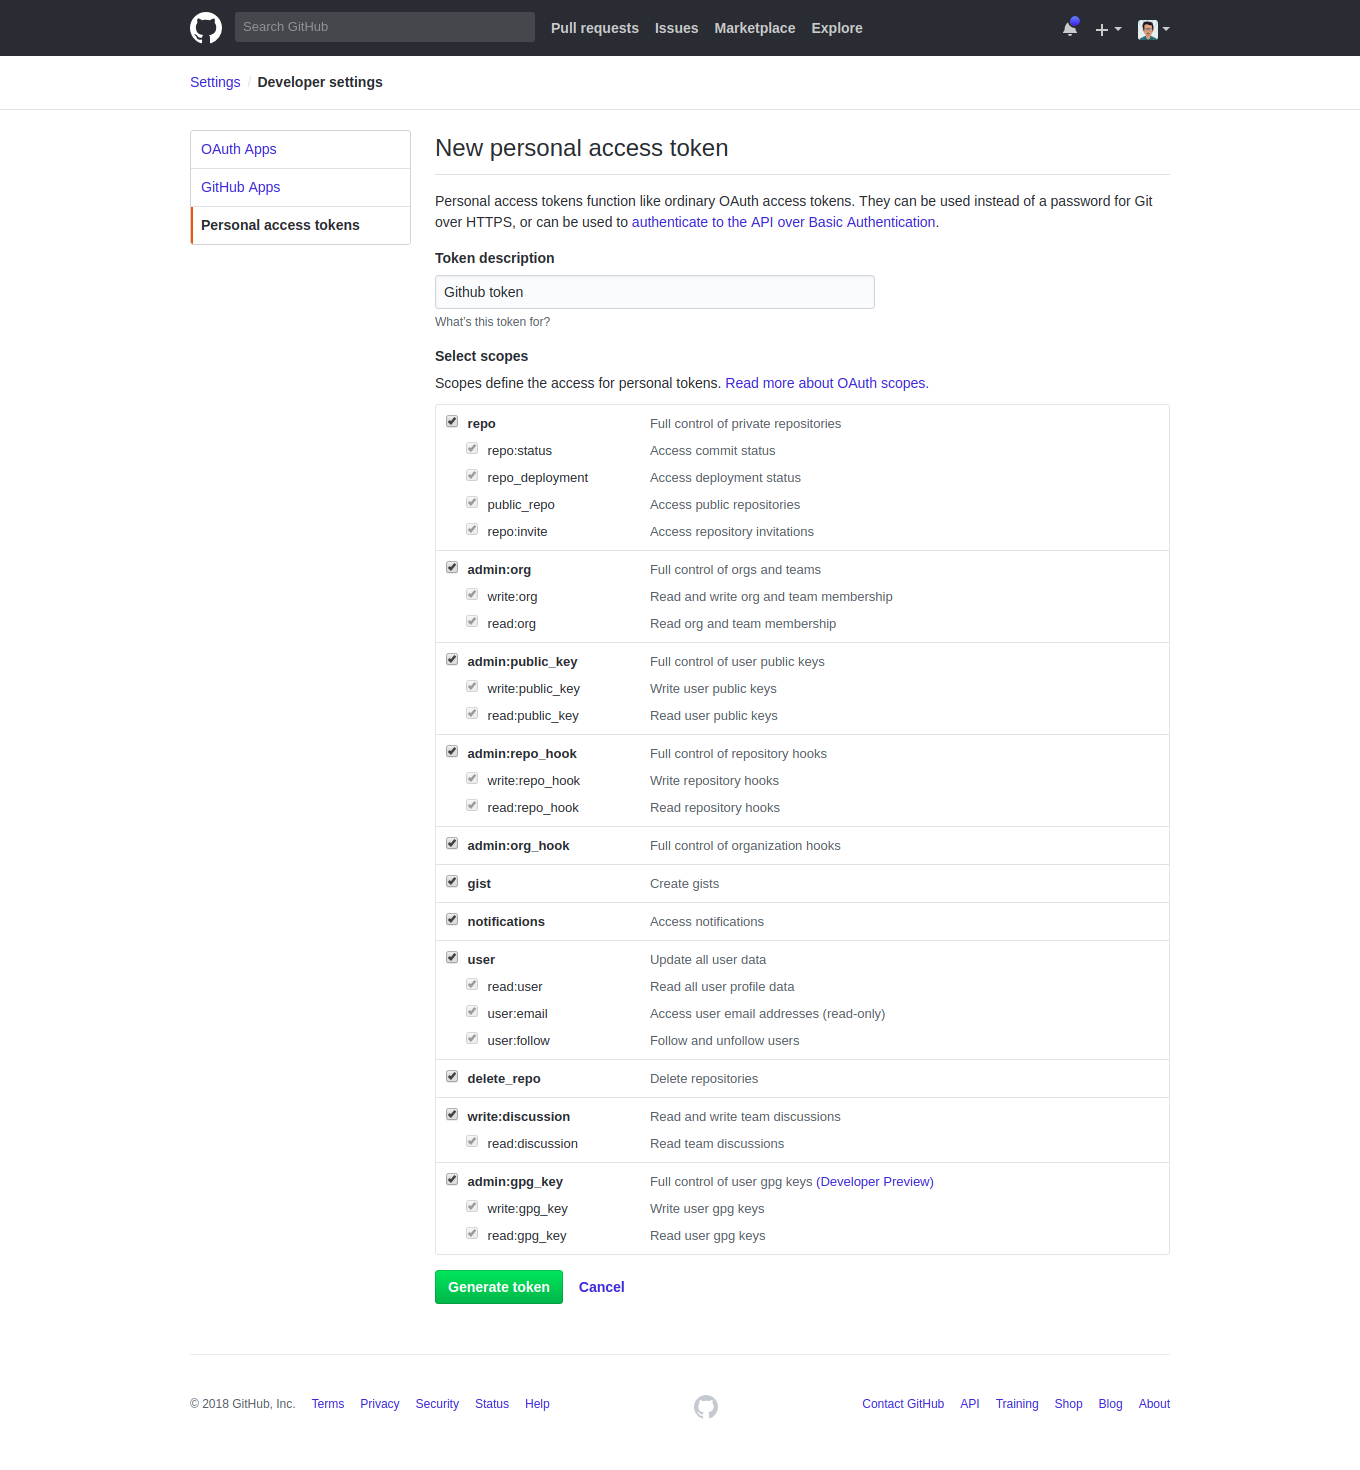 Search GitHub
Pull requests Issues Marketplace Explore
Settings / Developer settings
OAuth Apps
GitHub Apps
Personal access tokens
New personal access token
Personal access tokens function like ordinary OAuth access tokens. They can be used instead of a password for Git
over HTTPS, or can be used to authenticate to the API over Basic Authentication.
Token description
Github token
What's this token for?
Select scopes
Scopes define the access for personal tokens. Read more about OAuth scopes.
repo Full control of private repositories
repo:status Access commit status
repo_deployment Access deployment status
public_repo Access public repositories
repo:invite Access repository invitations
admin:org Full control of orgs and teams
write:org Read and write org and team membership
read:org Read org and team membership
admin:public_key Full control of user public keys
write:public_key Write user public keys
read:public_key Read user public keys
admin:repo_hook Full control of repository hooks
write:repo_hook Write repository hooks
read:repo_hook Read repository hooks
admin:org_hook Full control of organization hooks
gist Create gists
notifications Access notifications
user Update all user data
read:user Read all user profile data
user:email Access user email addresses (read-only)
user:follow Follow and unfollow users
delete_repo Delete repositories
write:discussion Read and write team discussions
read:discussion Read team discussions
admin:gpg_key Full control of user gpg keys (Developer Preview)
write:gpg_key Write user gpg keys
read:gpg_key Read user gpg keys
Generate token Cancel
© 2018 GitHub, Inc. Terms Privacy Security Status Help Contact GitHub API Training Shop Blog About